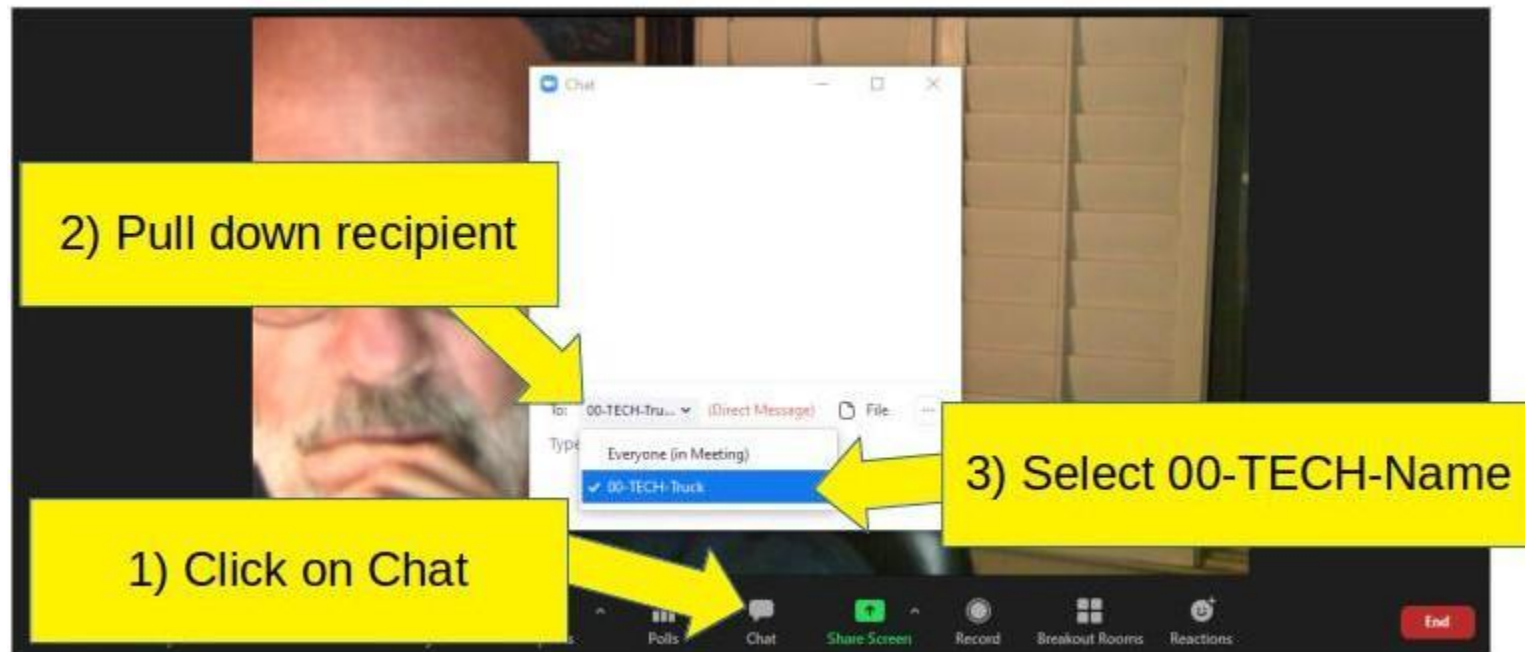 Chat
2) Pull down recipient
To: 00-TECH-Tru... (Direct Message) File ...
Type
Everyone (in Meeting)
✓ 00-TECH-Truck
3) Select 00-TECH-Name
1) Click on Chat
Polls Chat Share Screen Record Breakout Rooms Reactions End